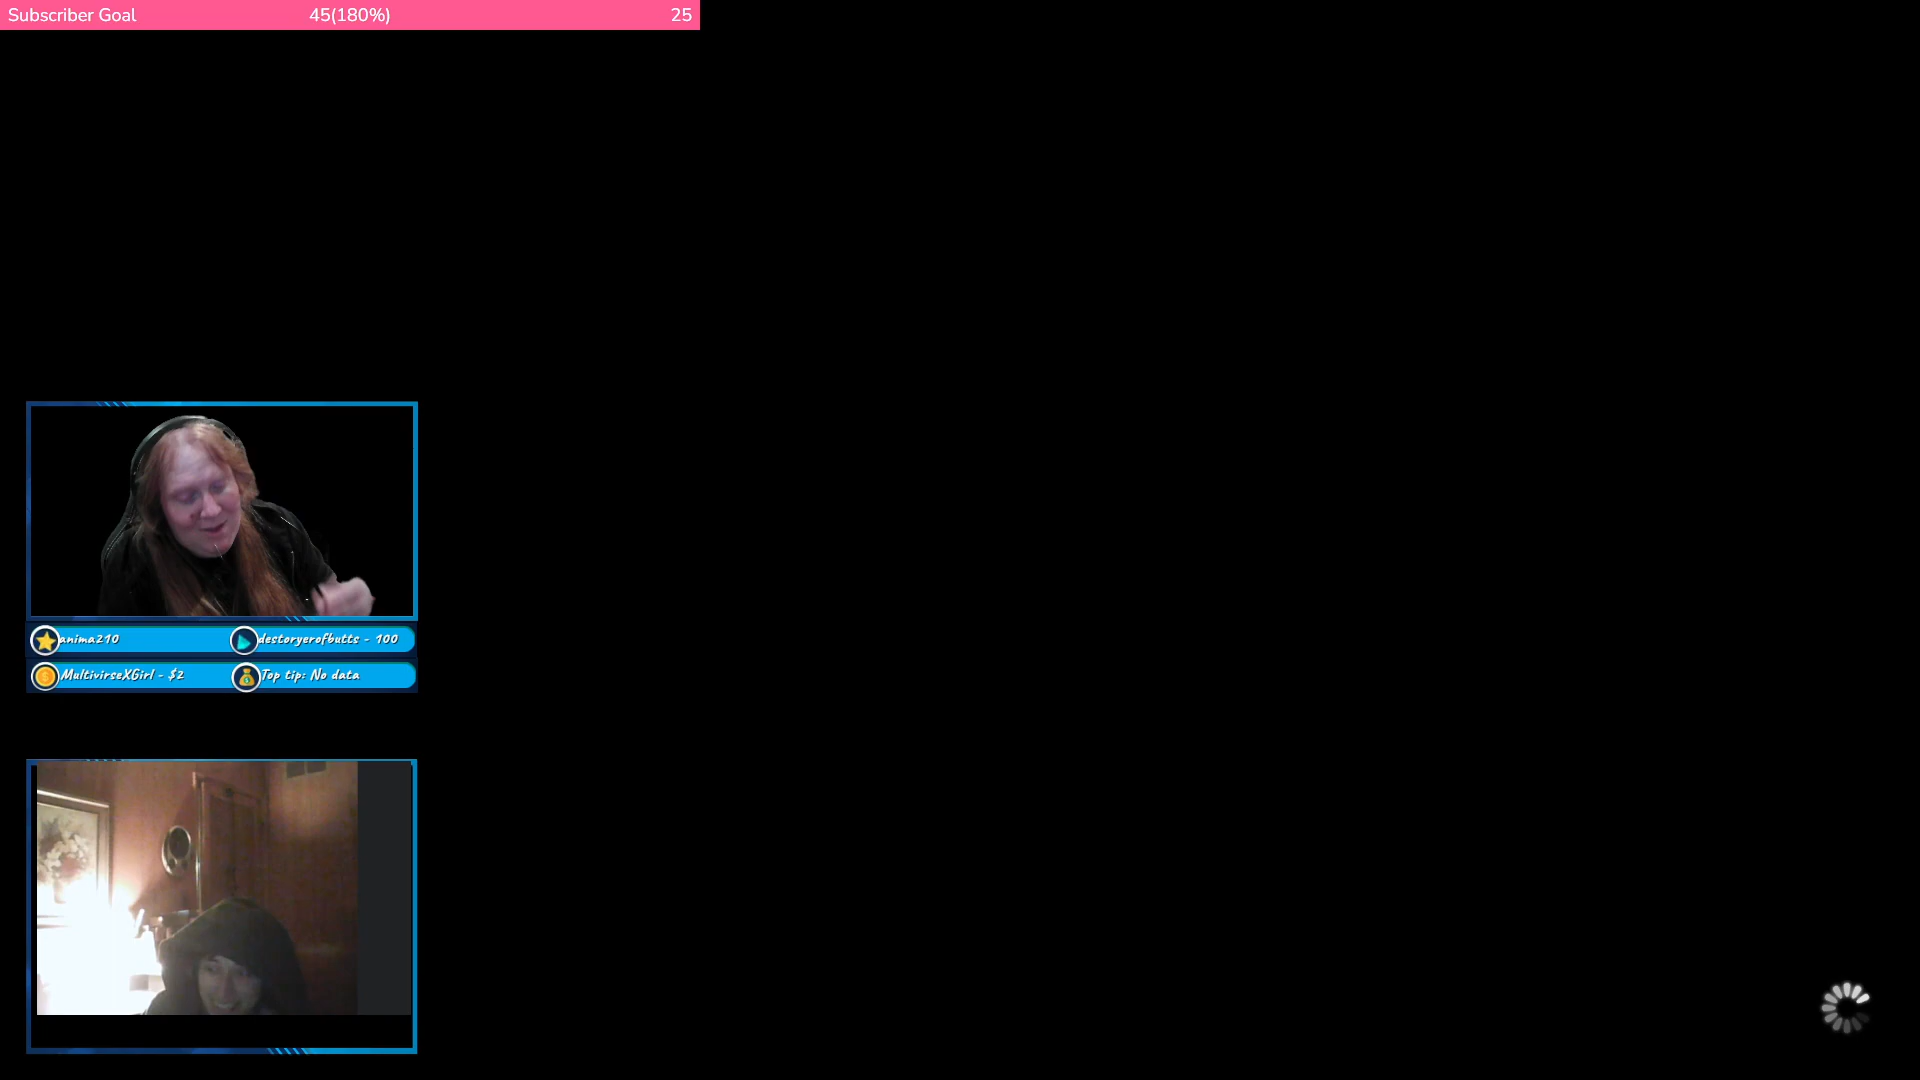 Subscriber Goal 45(180%) 25
anima210 destoryerofbutts - 100
MultivirseXGirl - $2 Top tip: No data